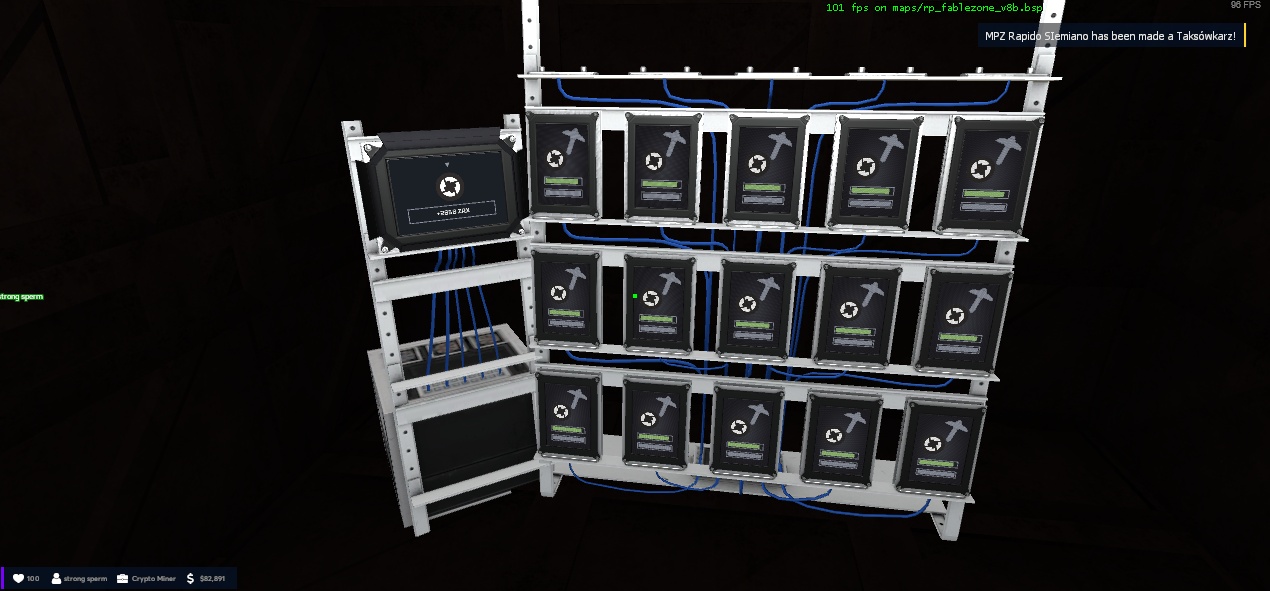 101 fps on maps/rp_fablezone_v8b.bsp
96 FPS
MPZ Rapido SIemiano has been made a Taksówkarz!
strong sperm
100
strong sperm
Crypto Miner
$82,891